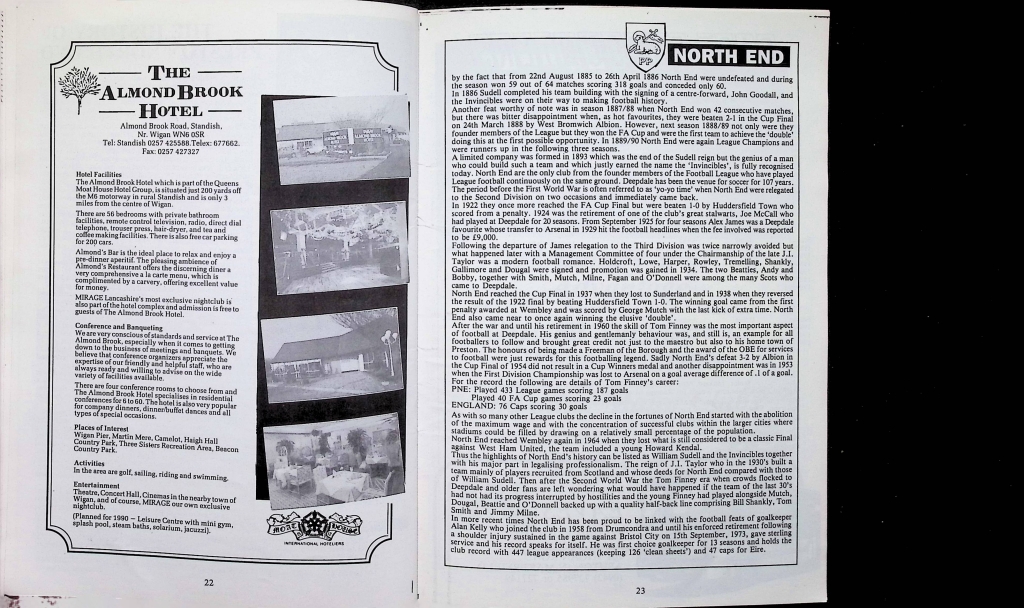 THE
ALMOND BROOK
HOTEL
Almond Brook Road, Standish,
Nr. Wigan WN6 0SR
Tel: Standish 0257 425588.Telex: 677662.
Fax: 0257 427327
Hotel Facilities
The Almond Brook Hotel which is part of the Queens
Most House Hotel Group, is situated just 200 yards off
the M6 motorway in rural Standish and is only 3
miles from the centre of Wigan.
There are 56 bedrooms with private bathroom
facilities, remote control television, radio, direct dial
telephone, trouser press, hair-dryer, and tea and
coffee making facilities. There is also free car parking
for 200 cars.
Almond's Bar is the ideal place to relax and enjoy a
pre-dinner aperitif. The pleasing ambience of
Almond's Restaurant offers the discerning diner a
very comprehensive a la carte menu, which is
complimented by a carvery, offering excellent value
for money.
MIRAGE Lancashire's most exclusive nightclub is
also part of the hotel complex and admission is free to
guests of The Almond Brook Hotel.
Conference and Banqueting
We are very conscious of standards and service at The
Almond Brook, especially when it comes to getting
down to the business of meetings and banquets. We
believe that conference organizers appreciate the
expertise of our friendly and helpful staff, who are
always ready and willing to advise on the wide
variety of facilities available.
There are four conference rooms to choose from and
The Almond Brook Hotel specialises in residential
conferences for 6 to 60. The hotel is also very popular
for company dinners, dinner/buffet dances and all
types of special occasions.
Places of Interest
Wigan Pier, Martin Mere, Camelot, Haigh Hall
Country Park, Three Sisters Recreation Area, Beacon
Country Park.
Activities
In the area are golf, sailing, riding and swimming.
Entertainment
Theatre, Concert Hall, Cinemas in the nearby town of
Wigan, and of course, MIRAGE our own exclusive
nightclub.
(Planned for 1990 – Leisure Centre with mini gym,
splash pool, steam baths, solarium, jacuzzi).
MOAT HOUSE
INTERNATIONAL HOTELIERS
22
PP
NORTH END
by the fact that from 22nd August 1885 to 26th April 1886 North End were undefeated and during
the season won 59 out of 64 matches scoring 318 goals and conceded only 60.
In 1886 Sudell completed his team building with the signing of a centre-forward, John Goodall, and
the Invincibles were on their way to making football history.
Another feat worthy of note was in season 1887/88 when North End won 42 consecutive matches,
but there was bitter disappointment when, as hot favourites, they were beaten 2-1 in the Cup Final
on 24th March 1888 by West Bromwich Albion. However, next season 1888/89 not only were they
founder members of the League but they won the FA Cup and were the first team to achieve the 'double'
doing this at the first possible opportunity. In 1889/90 North End were again League Champions and
were runners up in the following three seasons.
A limited company was formed in 1893 which was the end of the Sudell reign but the genius of a man
who could build such a team and which justly earned the name the 'Invincibles', is fully recognised
today. North End are the only club from the founder members of the Football League who have played
League football continuously on the same ground. Deepdale has been the venue for soccer for 107 years.
The period before the First World War is often referred to as 'yo-yo time' when North End were relegated
to the Second Division on two occasions and immediately came back.
In 1922 they once more reached the FA Cup Final but were beaten 1-0 by Huddersfield Town who
scored from a penalty. 1924 was the retirement of one of the club's great stalwarts, Joe McCall who
had played at Deepdale for 20 seasons. From September 1925 for four seasons Alex James was a Deepdale
favourite whose transfer to Arsenal in 1929 hit the football headlines when the fee involved was reported
to be £9,000.
Following the departure of James relegation to the Third Division was twice narrowly avoided but
what happened later with a Management Committee of four under the Chairmanship of the late J.I.
Taylor was a modern football romance. Holdcroft, Lowe, Harper, Rowley, Tremelling, Shankly,
Gallimore and Dougal were signed and promotion was gained in 1934. The two Beatties, Andy and
Bobby, together with Smith, Mutch, Milne, Fagan and O'Donnell were among the many Scots who
came to Deepdale.
North End reached the Cup Final in 1937 when they lost to Sunderland and in 1938 when they reversed
the result of the 1922 final by beating Huddersfield Town 1-0. The winning goal came from the first
penalty awarded at Wembley and was scored by George Mutch with the last kick of extra time. North
End also came near to once again winning the elusive 'double'.
After the war and until his retirement in 1960 the skill of Tom Finney was the most important aspect
of football at Deepdale. His genius and gentlemanly behaviour was, and still is, an example for all
footballers to follow and brought great credit not just to the maestro but also to his home town of
Preston. The honours of being made a Freeman of the Borough and the award of the OBE for services
to football were just rewards for this footballing legend. Sadly North End's defeat 3-2 by Albion in
the Cup Final of 1954 did not result in a Cup Winners medal and another disappointment was in 1953
when the First Division Championship was lost to Arsenal on a goal average difference of .1 of a goal.
For the record the following are details of Tom Finney's career:
PNE: Played 433 League games scoring 187 goals
Played 40 FA Cup games scoring 23 goals
ENGLAND: 76 Caps scoring 30 goals
As with so many other League clubs the decline in the fortunes of North End started with the abolition
of the maximum wage and with the concentration of successful clubs within the larger cities where
stadiums could be filled by drawing on a relatively small percentage of the population.
North End reached Wembley again in 1964 when they lost what is still considered to be a classic Final
against West Ham United, the team included a young Howard Kendal.
Thus the highlights of North End's history can be listed as William Sudell and the Invincibles together
with his major part in legalising professionalism. The reign of J.I. Taylor who in the 1930's built a
team mainly of players recruited from Scotland and whose deeds for North End compared with those
of William Sudell. Then after the Second World War the Tom Finney era when crowds flocked to
Deepdale and older fans are left wondering what would have happened if the team of the last 30's
had not had its progress interrupted by hostilities and the young Finney had played alongside Mutch,
Dougal, Beattie and O'Donnell backed up with a quality half-back line comprising Bill Shankly, Tom
Smith and Jimmy Milne.
In more recent times North End has been proud to be linked with the football feats of goalkeeper
Alan Kelly who joined the club in 1958 from Drumcondra and until his enforced retirement following
a shoulder injury sustained in the game against Bristol City on 15th September, 1973, gave sterling
service and his record speaks for itself. He was first choice goalkeeper for 13 seasons and holds the
club record with 447 league appearances (keeping 126 'clean sheets') and 47 caps for Eire.
23